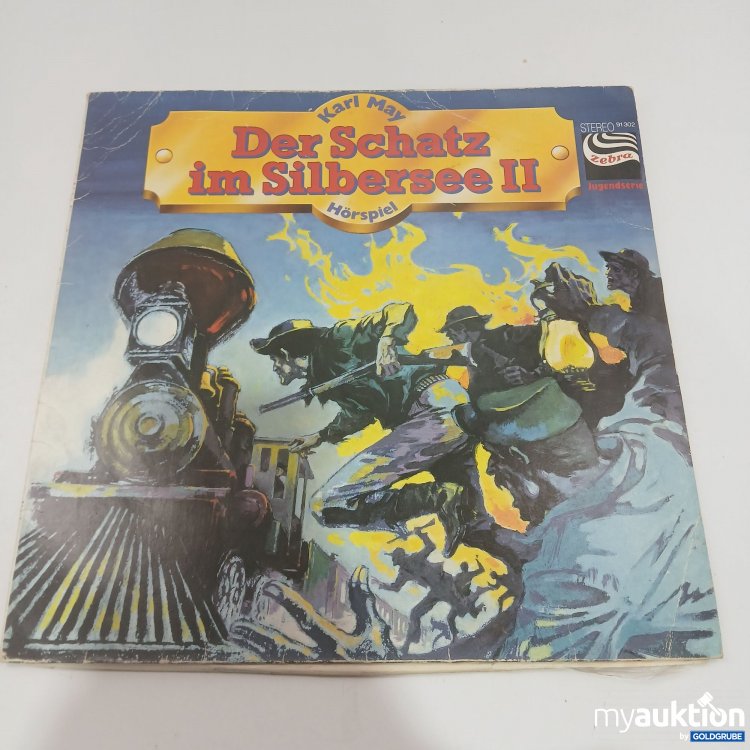 Karl May
Der Schatz
im Silbersee II
Hörspiel
STEREO 91 302
Zebra
Jugendserie
myauktion
by GOLDGRUBE